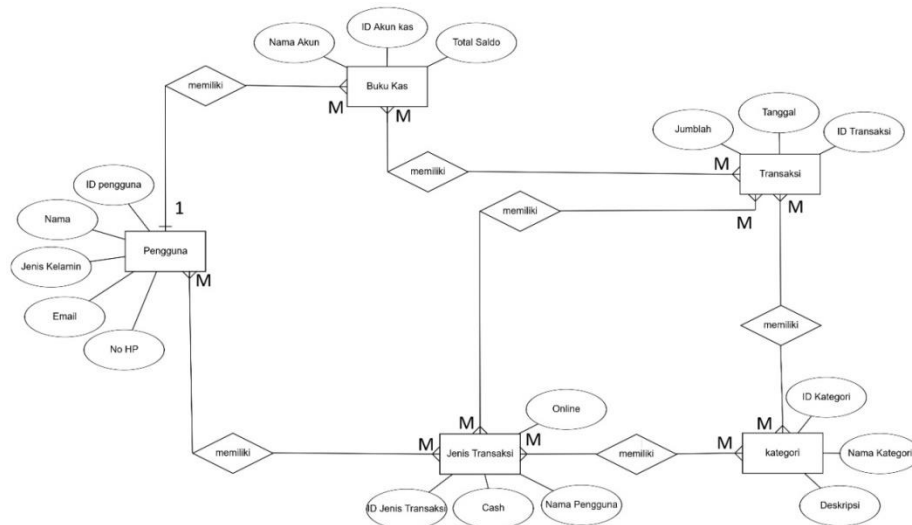 ID Akun kas
Nama Akun
Total Saldo
memiliki
Buku Kas
M
M
Tanggal
Jumblah
ID Transaksi
M
memiliki
Transaksi
ID pengguna
memiliki
M
M
1
Nama
Pengguna
Jenis Kelamin
M
Email
memiliki
No HP
ID Kategori
Online
M
M
M
M
M
memiliki
Jenis Transaksi
memiliki
kategori
Nama Kategori
ID Jenis Transaksi
Cash
Nama Pengguna
Deskripsi